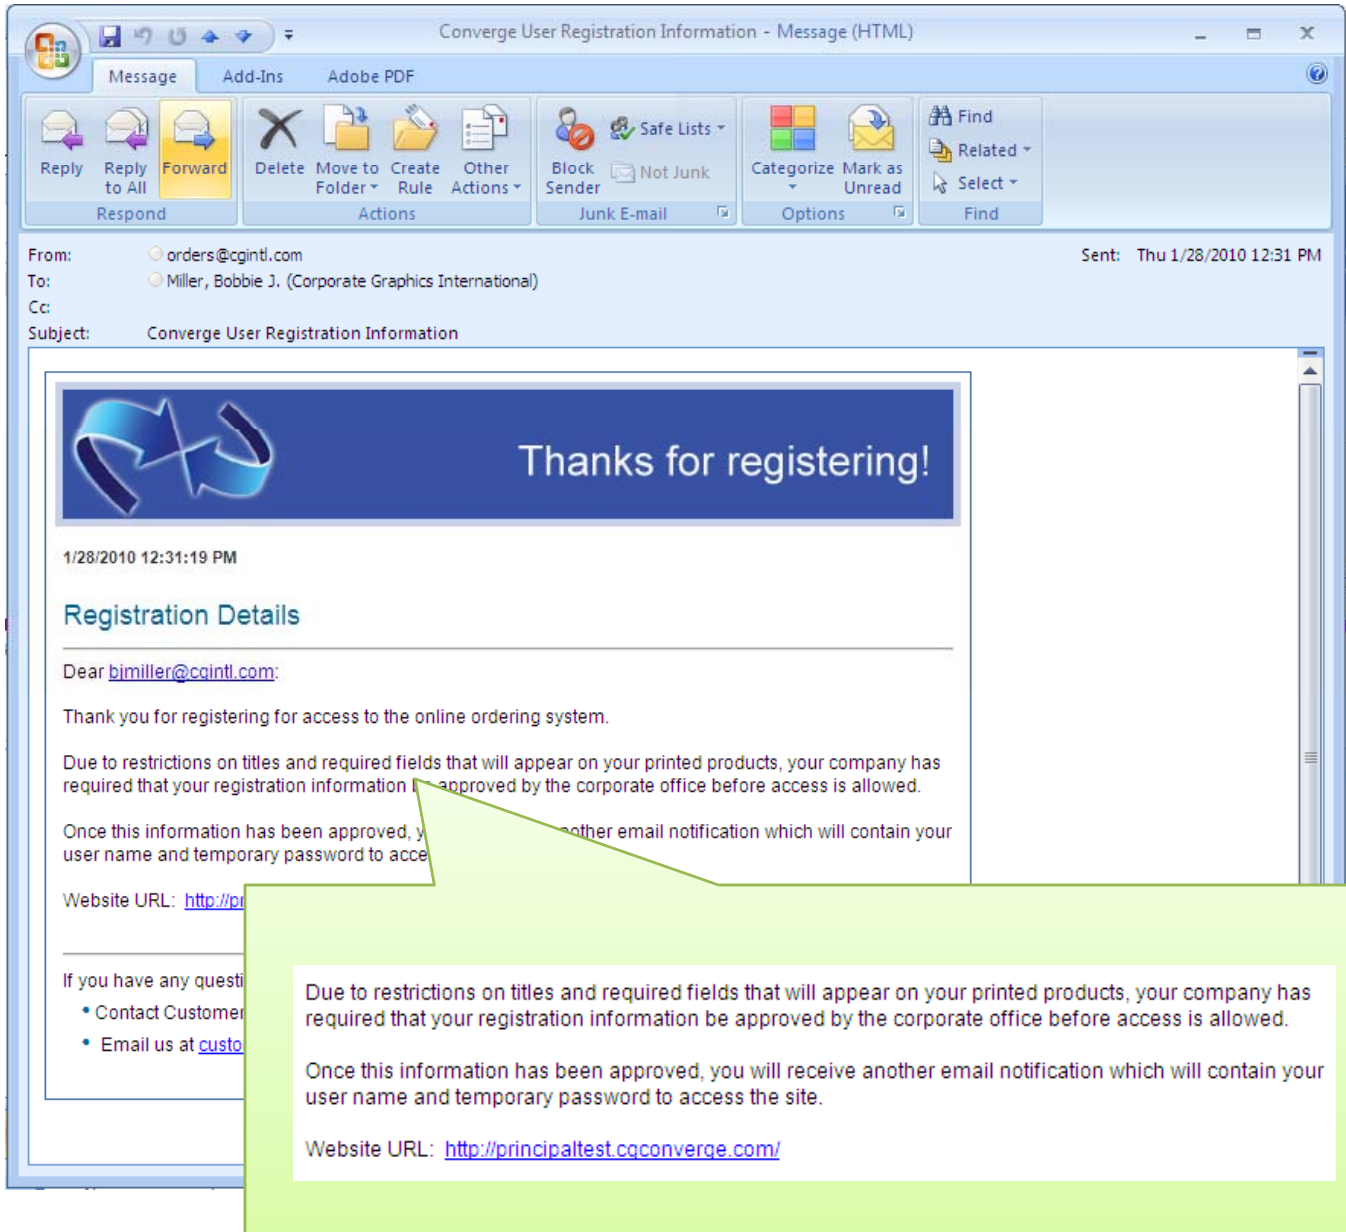 Converge User Registration Information - Message (HTML)
Message Add-Ins Adobe PDF
Reply Reply to All Forward Delete Move to Folder Create Rule Other Actions Block Sender Safe Lists Not Junk Categorize Mark as Unread Find Related Select
Respond Actions Junk E-mail Options Find
From: orders@cgintl.com Sent: Thu 1/28/2010 12:31 PM
To: Miller, Bobbie J. (Corporate Graphics International)
Cc:
Subject: Converge User Registration Information
Thanks for registering!
1/28/2010 12:31:19 PM
Registration Details
Dear bjmiller@cgintl.com:
Thank you for registering for access to the online ordering system.
Due to restrictions on titles and required fields that will appear on your printed products, your company has
required that your registration information be approved by the corporate office before access is allowed.
Once this information has been approved, y other email notification which will contain your
user name and temporary password to acce
Website URL: http://pr
If you have any questi
• Contact Customer
• Email us at custo
Due to restrictions on titles and required fields that will appear on your printed products, your company has
required that your registration information be approved by the corporate office before access is allowed.
Once this information has been approved, you will receive another email notification which will contain your
user name and temporary password to access the site.
Website URL: http://principaltest.cgconverge.com/